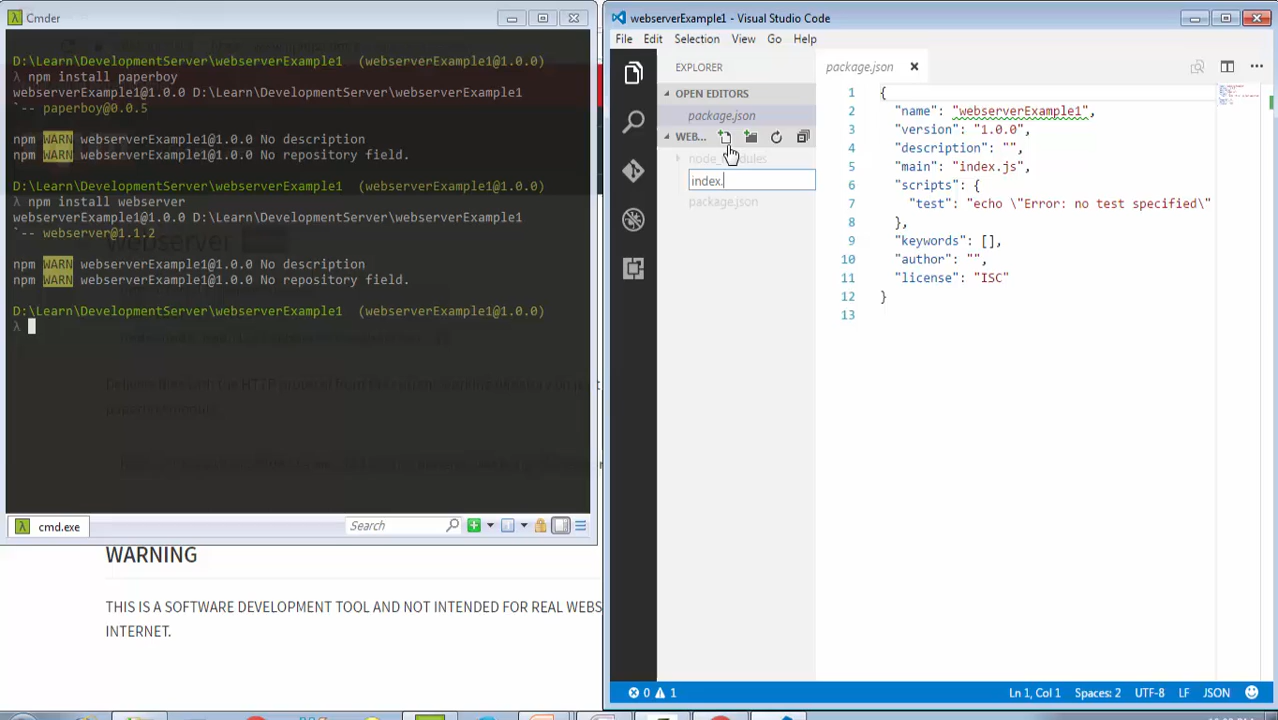 Cmder
D:\Learn\DevelopmentServer\webserverExample1 (webserverExample1@1.0.0)
λ npm install paperboy
webserverExample1@1.0.0 D:\Learn\DevelopmentServer\webserverExample1
`-- paperboy@0.0.5
npm WARN webserverExample1@1.0.0 No description
npm WARN webserverExample1@1.0.0 No repository field.
D:\Learn\DevelopmentServer\webserverExample1 (webserverExample1@1.0.0)
λ npm install webserver
webserverExample1@1.0.0 D:\Learn\DevelopmentServer\webserverExample1
`-- webserver@1.1.2
npm WARN webserverExample1@1.0.0 No description
npm WARN webserverExample1@1.0.0 No repository field.
D:\Learn\DevelopmentServer\webserverExample1 (webserverExample1@1.0.0)
λ
webserver
cmd.exe
Search
WARNING
THIS IS A SOFTWARE DEVELOPMENT TOOL AND NOT INTENDED FOR REAL WEBS
INTERNET.
webserverExample1 - Visual Studio Code
File Edit Selection View Go Help
EXPLORER
OPEN EDITORS
package.json
WEB...
index.
package.json
package.json
1 {
2 "name": "webserverExample1",
3 "version": "1.0.0",
4 "description": "",
5 "main": "index.js",
6 "scripts": {
7 "test": "echo \"Error: no test specified\"
8 },
9 "keywords": [],
10 "author": "",
11 "license": "ISC"
12 }
13
0 1
Ln 1, Col 1 Spaces: 2 UTF-8 LF JSON